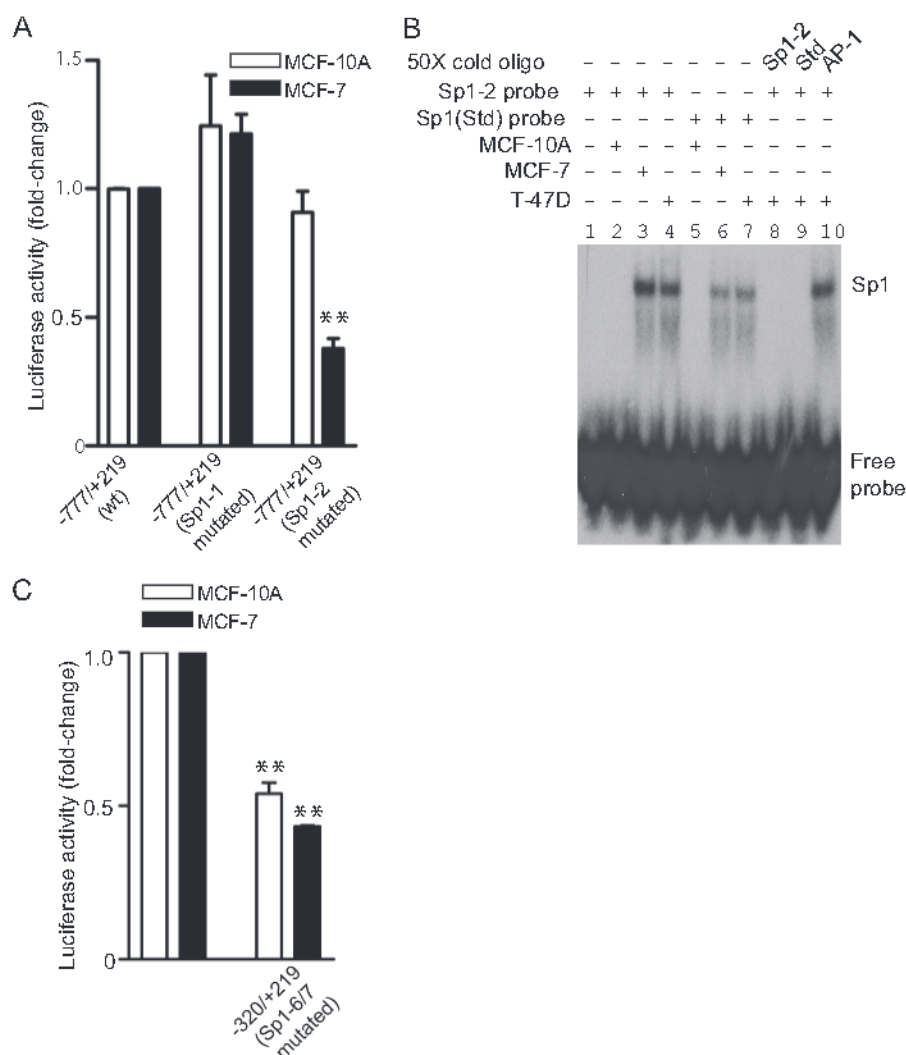 A
1.5
1.0
0.5
0
Luciferase activity (fold-change)
MCF-10A
MCF-7
**
-777/+219
(wt)
-777/+219
(Sp1-1
mutated)
-777/+219
(Sp1-2
mutated)
B
Sp1-2
Std
AP-1
50X cold oligo - - - - - - -
Sp1-2 probe + + + + - - - + + +
Sp1(Std) probe - - - - + + + - - -
MCF-10A - + - - + - - - - -
MCF-7 - - + - - + - - - -
T-47D - - - + - - + + + +
1 2 3 4 5 6 7 8 9 10
Sp1
Free
probe
C
MCF-10A
MCF-7
1.0
0.5
0
Luciferase activity (fold-change)
**
**
-320/+219
(Sp1-6/7
mutated)